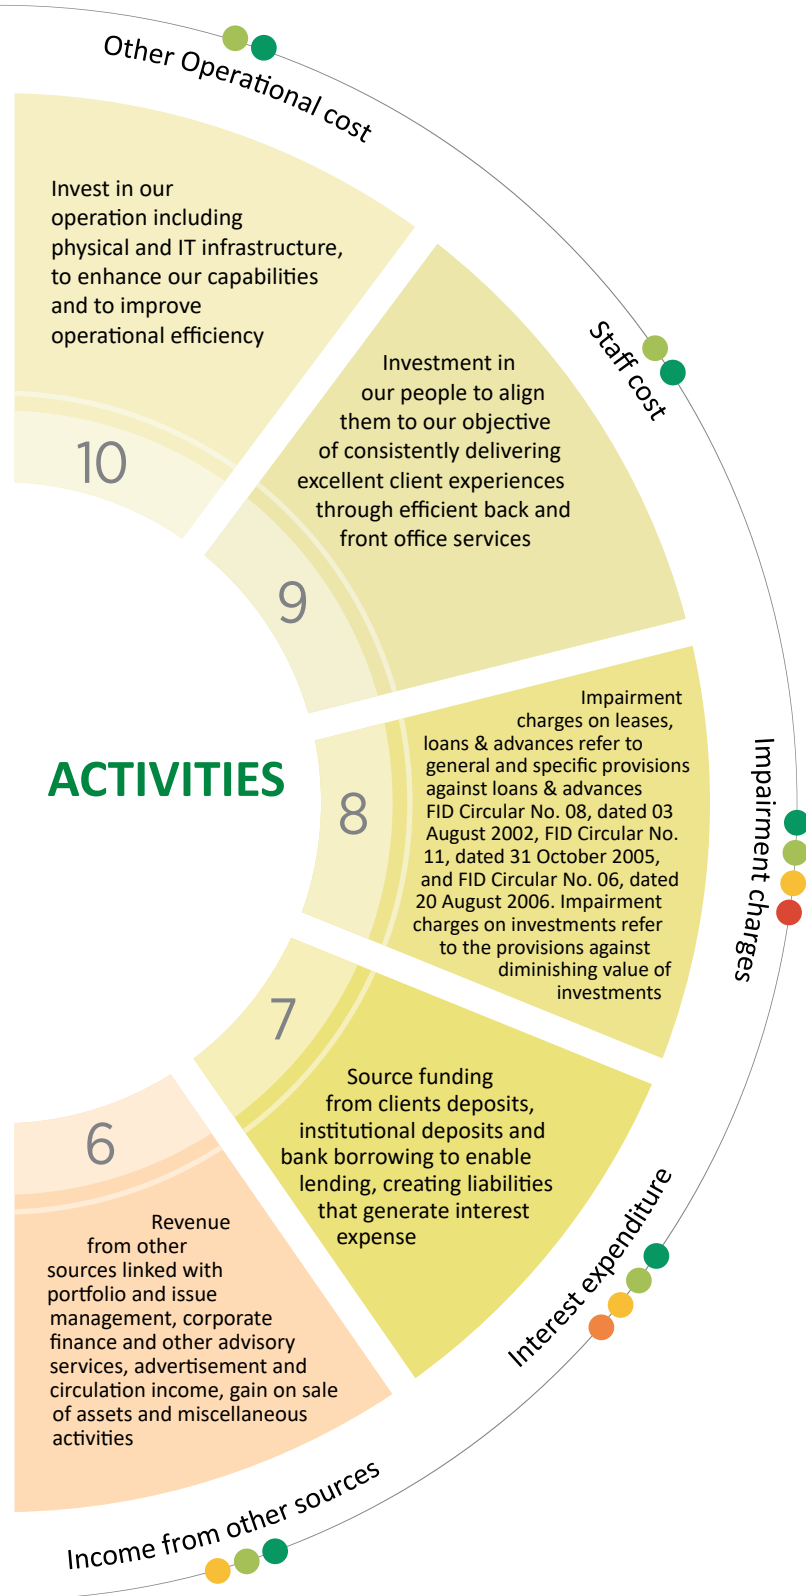 Other Operational cost
Invest in our
operation including
physical and IT infrastructure,
to enhance our capabilities
and to improve
operational efficiency
10
Staff cost
Investment in
our people to align
them to our objective
of consistently delivering
excellent client experiences
through efficient back and
front office services
9
ACTIVITIES
Impairment charges
Impairment
charges on leases,
loans & advances refer to
general and specific provisions
against loans & advances
FID Circular No. 08, dated 03
August 2002, FID Circular No.
11, dated 31 October 2005,
and FID Circular No. 06, dated
20 August 2006. Impairment
charges on investments refer
to the provisions against
diminishing value of
investments
8
7
Source funding
from clients deposits,
institutional deposits and
bank borrowing to enable
lending, creating liabilities
that generate interest
expense
Interest expenditure
6
Revenue
from other
sources linked with
portfolio and issue
management, corporate
finance and other advisory
services, advertisement and
circulation income, gain on sale
of assets and miscellaneous
activities
Income from other sources